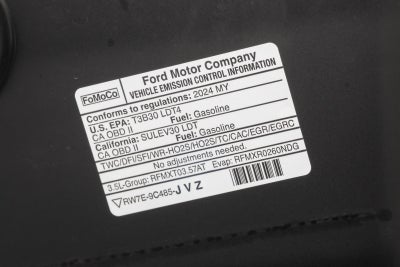 FoMoCo
Ford Motor Company
VEHICLE EMISSION CONTROL INFORMATION
Conforms to regulations: 2024 MY
U.S. EPA: T3B30 LDT4 Fuel: Gasoline
CA OBD II
California: SULEV30 LDT Fuel: Gasoline
CA OBD II
TWC/DFI/SFI/WR-HO2S/HO2S/TC/CAC/EGR/EGRC
No adjustments needed.
3.5L-Group: RFMXT03.57AT Evap: RFMXR0260NDG
RW7E-9C485-JVZ